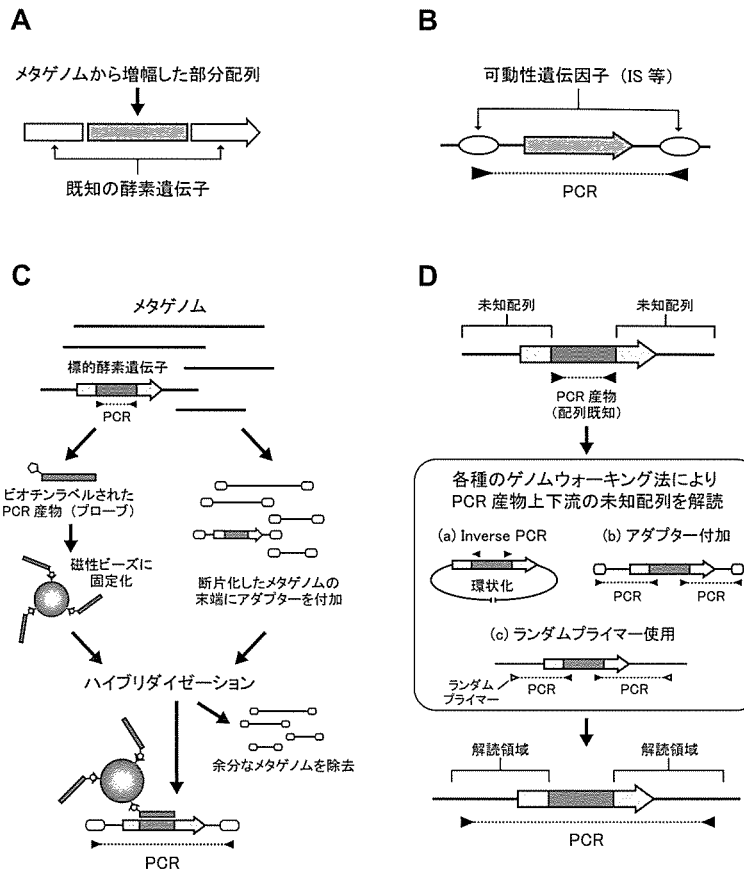 A
メタゲノムから増幅した部分配列
既知の酵素遺伝子
B
可動性遺伝因子（IS 等）
PCR
C
メタゲノム
標的酵素遺伝子
PCR
ビオチンラベルされた
PCR 産物（プローブ）
磁性ビーズに
固定化
断片化したメタゲノムの
末端にアダプターを付加
ハイブリダイゼーション
余分なメタゲノムを除去
PCR
D
未知配列
未知配列
PCR 産物
（配列既知）
各種のゲノムウォーキング法により
PCR 産物上下流の未知配列を解読
(a) Inverse PCR
環状化
(b) アダプター付加
PCR
PCR
(c) ランダムプライマー使用
ランダム
プライマー
PCR
PCR
解読領域
解読領域
PCR